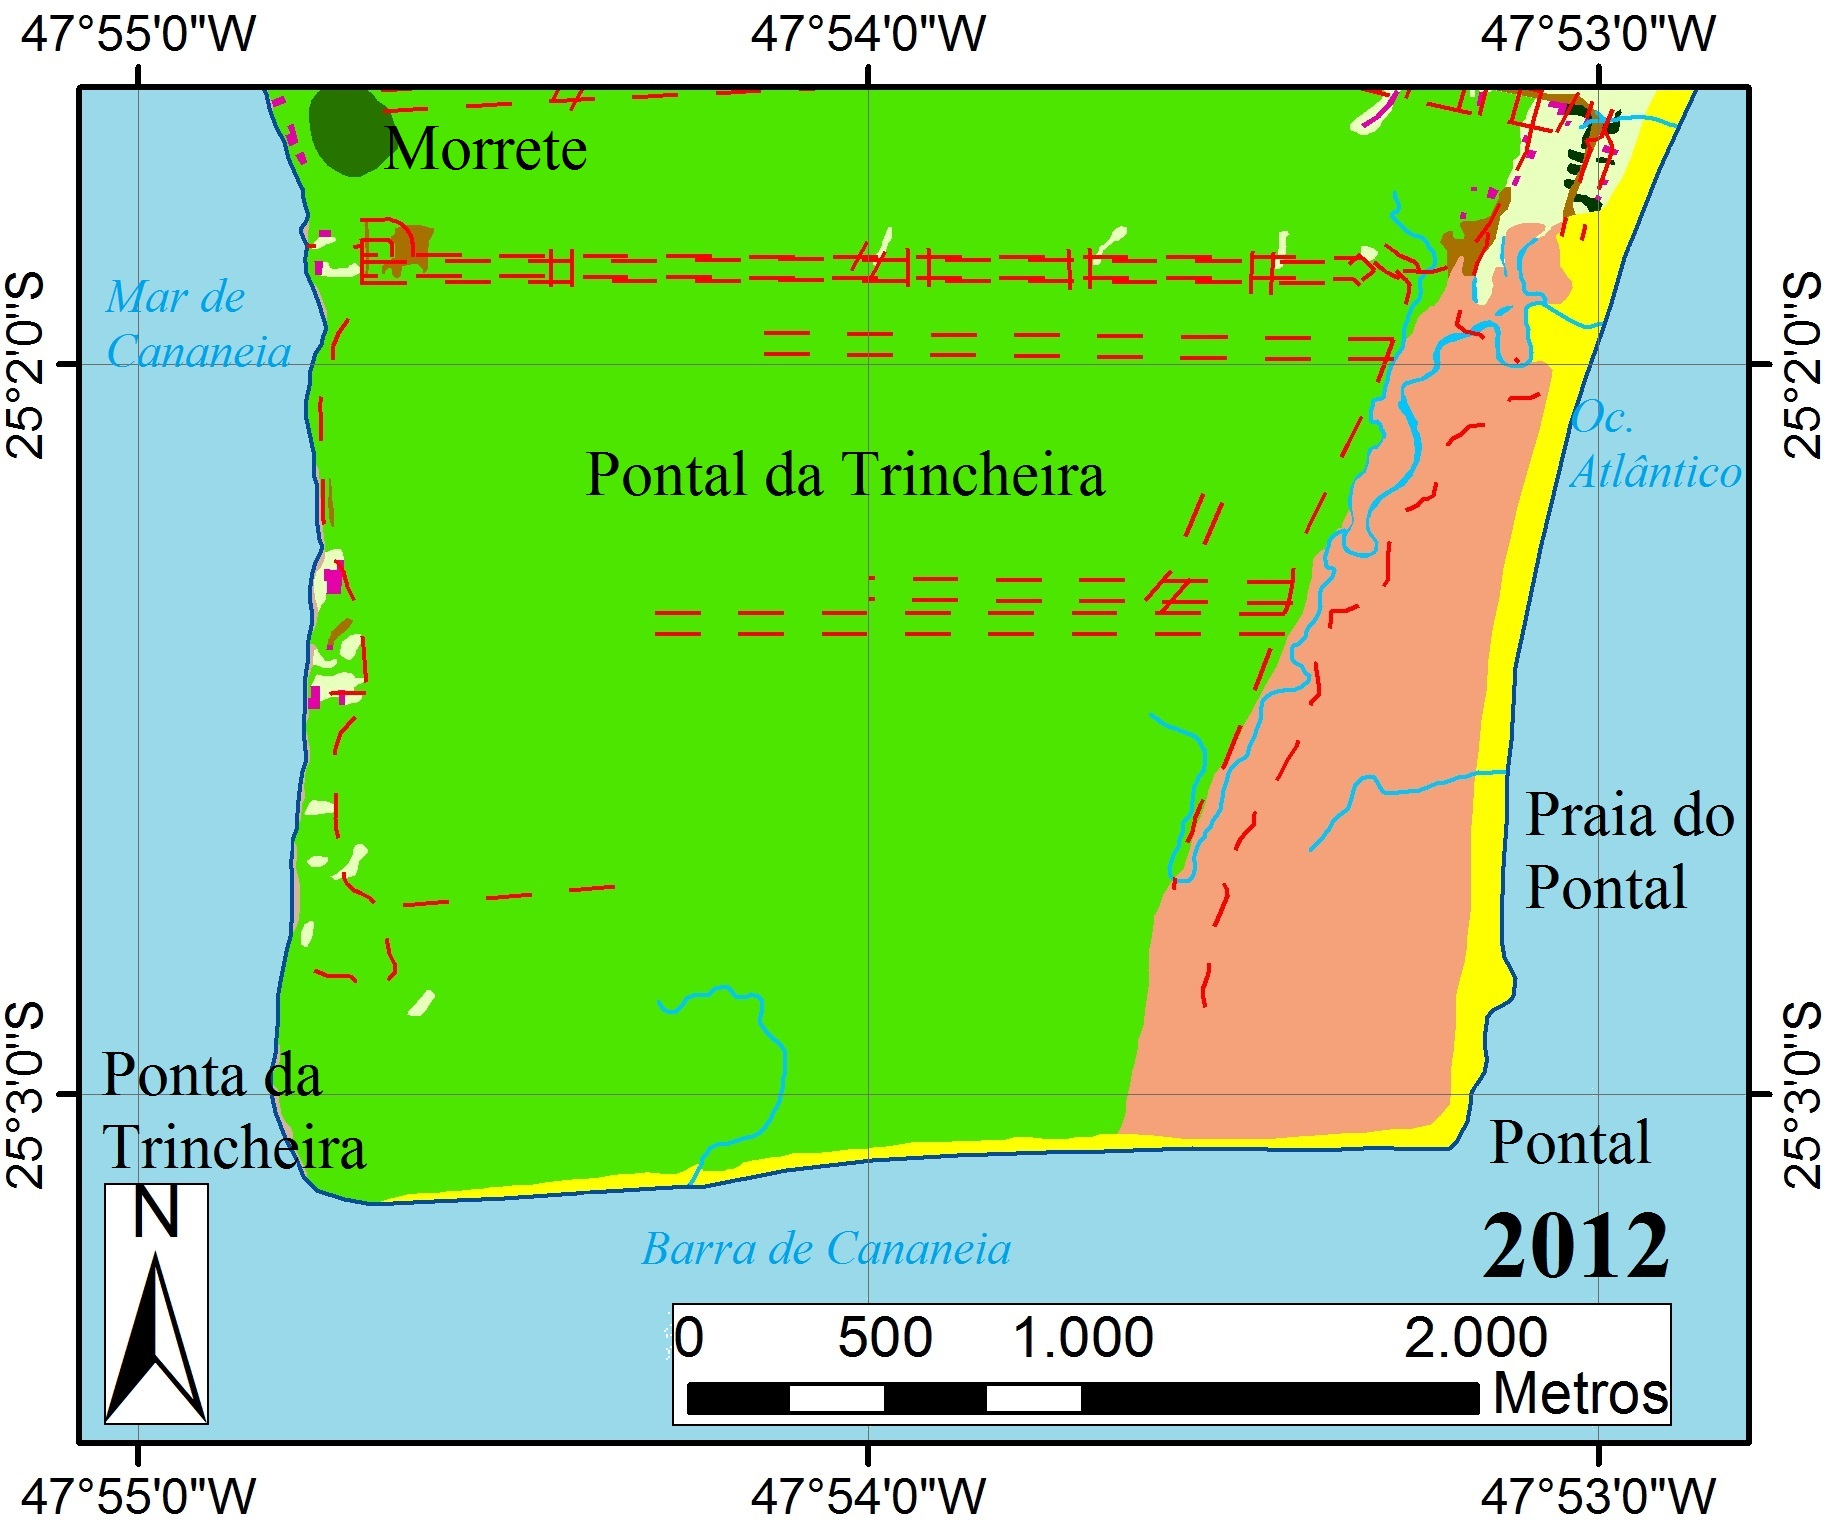 47°55'0"W 47°54'0"W 47°53'0"W
Morrete
25°2'0"S
25°2'0"S
Mar de
Cananeia
Oc.
Atlântico
Pontal da Trincheira
Praia do
Pontal
25°3'0"S
25°3'0"S
Ponta da
Trincheira
Pontal
N
2012
Barra de Cananeia
0 500 1.000 2.000
Metros
47°55'0"W 47°54'0"W 47°53'0"W